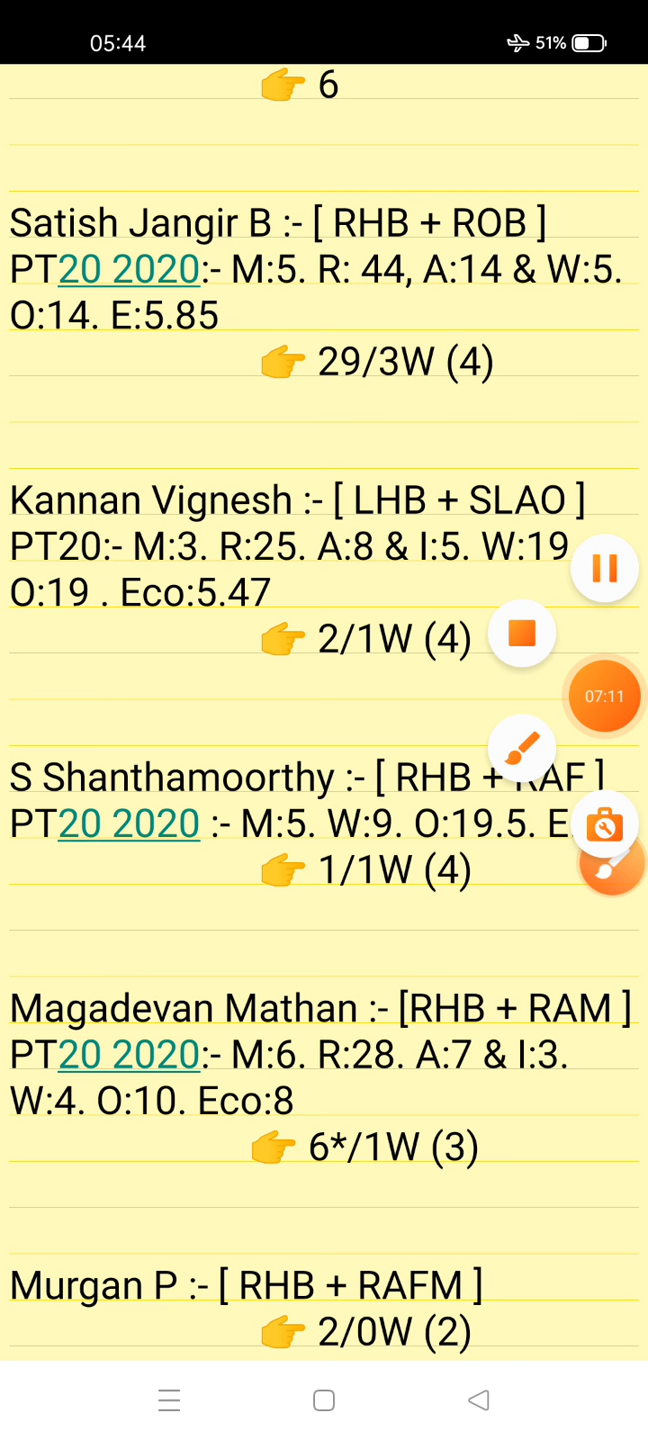 05:44 51%
👉 6
Satish Jangir B :- [ RHB + ROB ]
PT20 2020:- M:5. R: 44, A:14 & W:5.
O:14. E:5.85
👉 29/3W (4)
Kannan Vignesh :- [ LHB + SLAO ]
PT20:- M:3. R:25. A:8 & I:5. W:19
O:19 . Eco:5.47
👉 2/1W (4)
07:11
S Shanthamoorthy :- [ RHB + RAF ]
PT20 2020 :- M:5. W:9. O:19.5. E
👉 1/1W (4)
Magadevan Mathan :- [RHB + RAM ]
PT20 2020:- M:6. R:28. A:7 & I:3.
W:4. O:10. Eco:8
👉 6*/1W (3)
Murgan P :- [ RHB + RAFM ]
👉 2/0W (2)